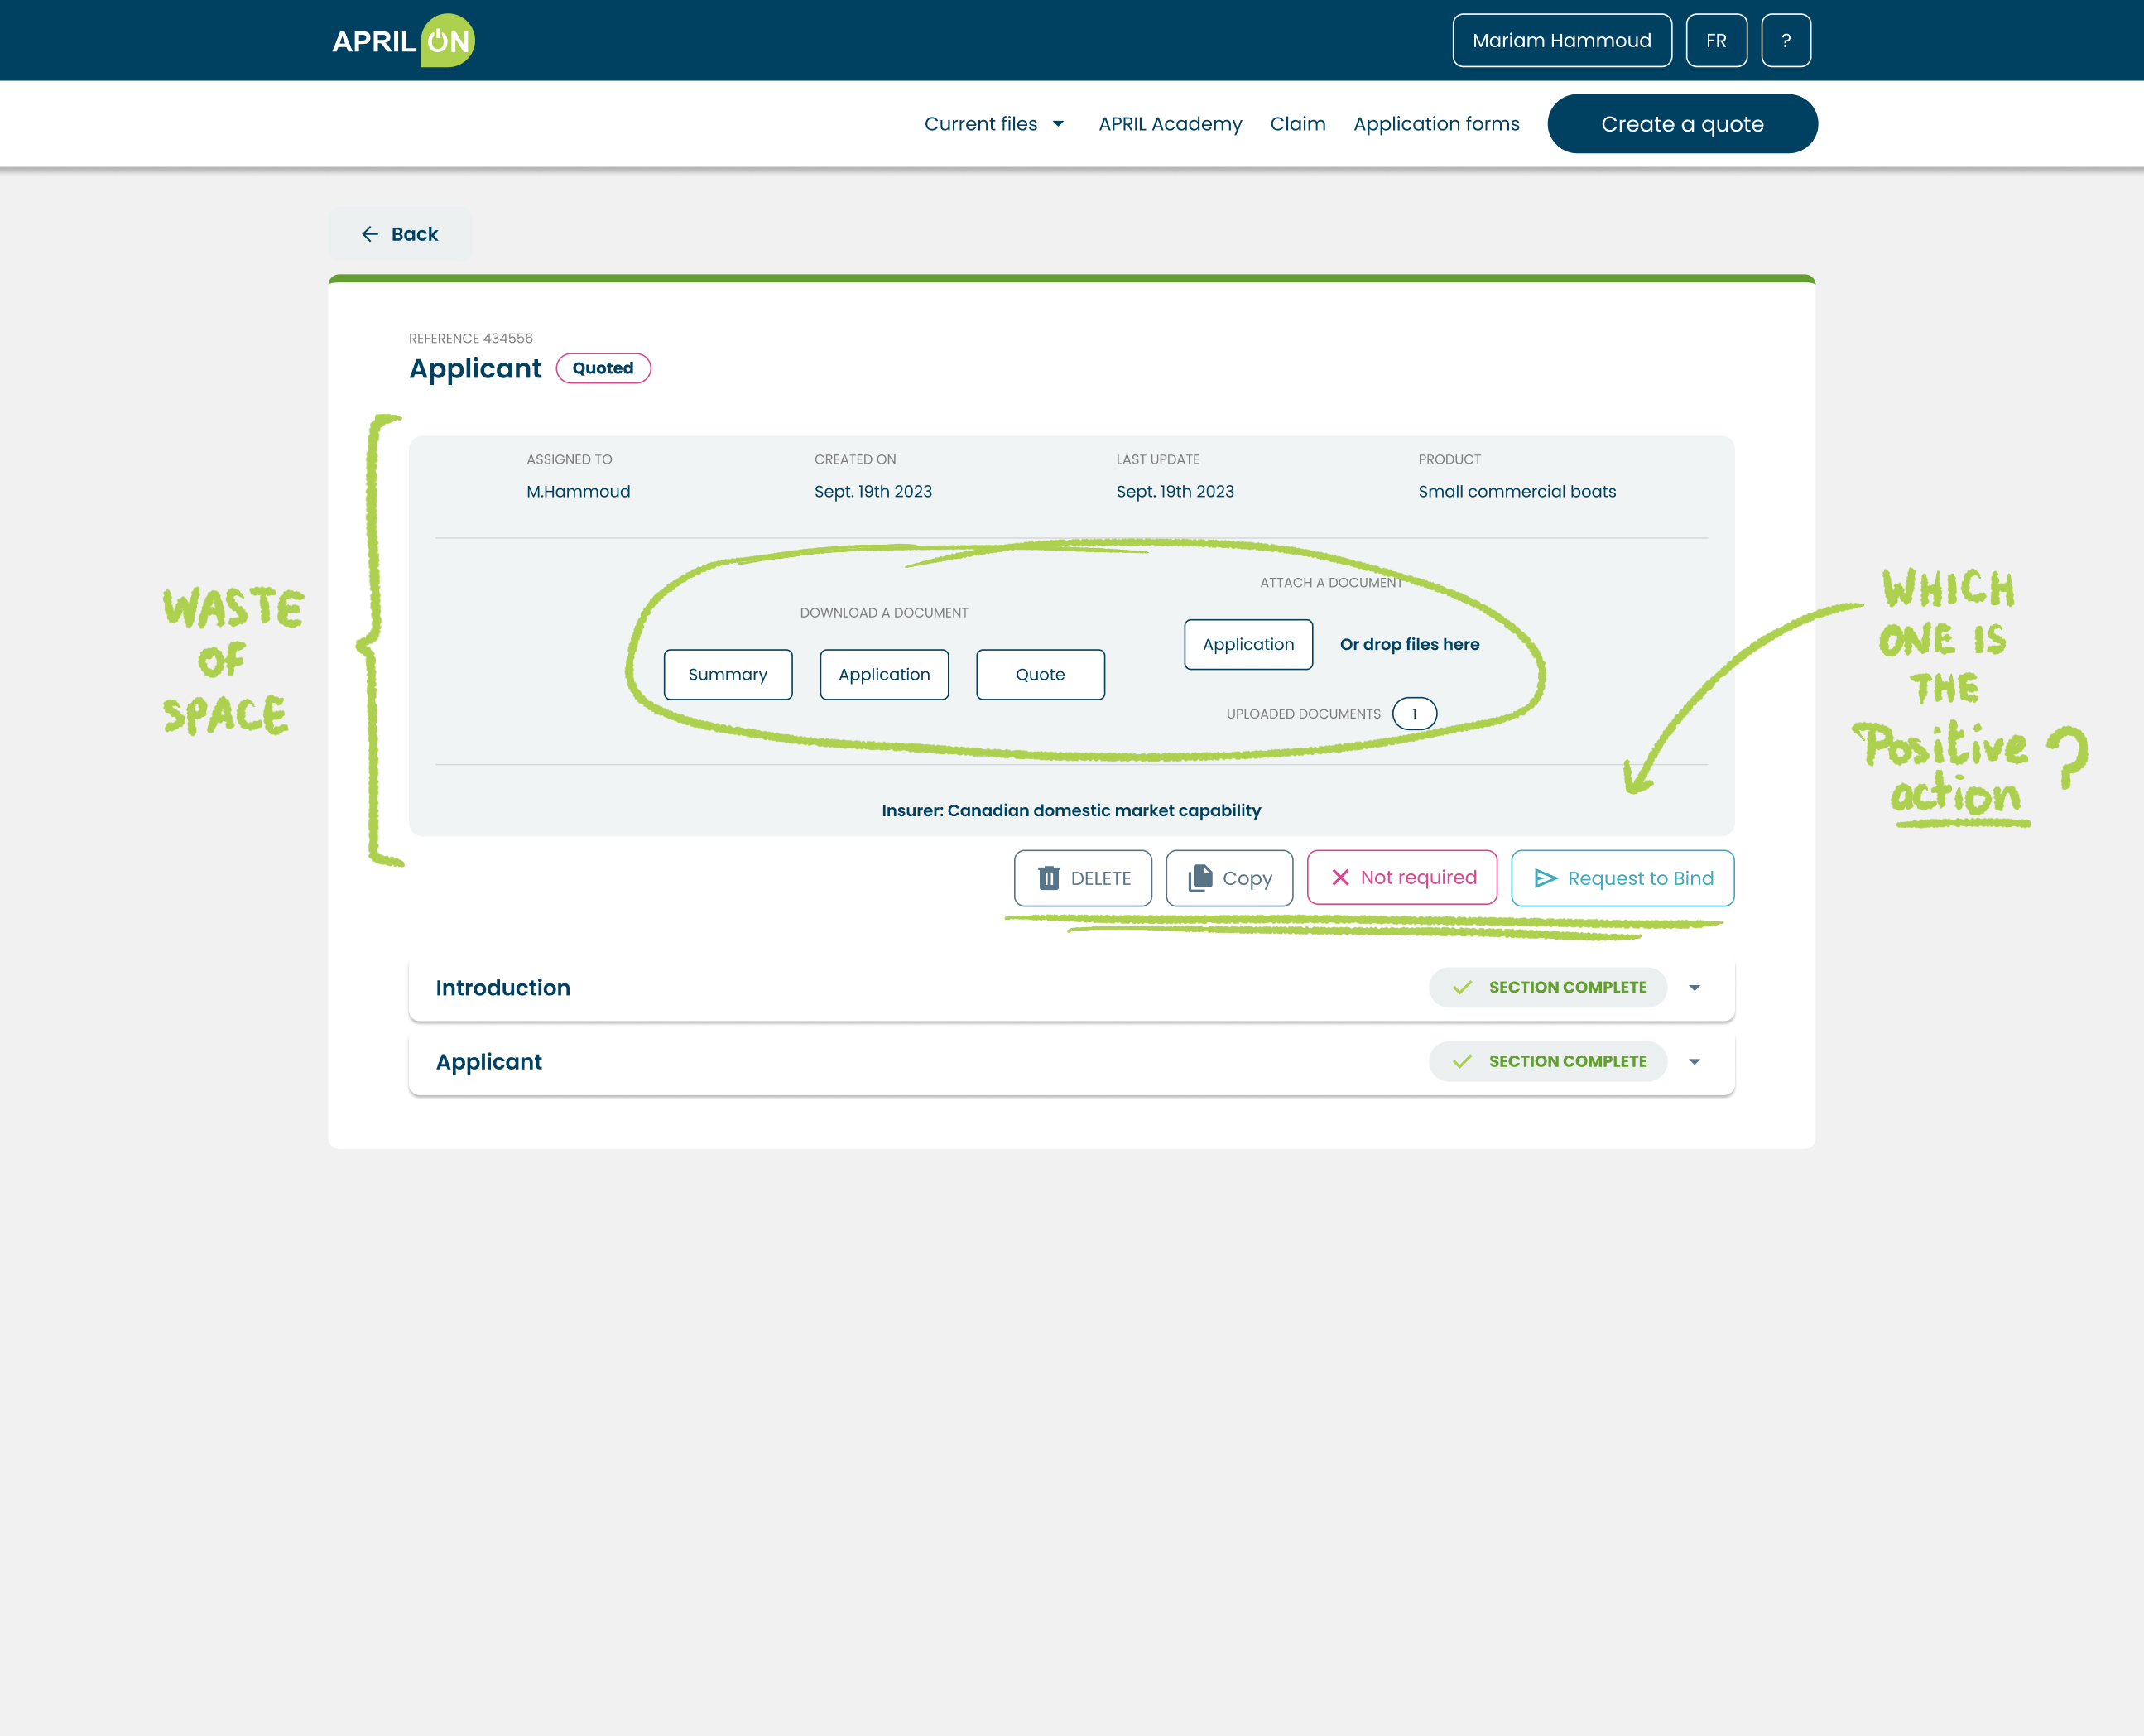 APRIL ON
Mariam Hammoud FR ?
Current files APRIL Academy Claim Application forms Create a quote
Back
REFERENCE 434556
Applicant Quoted
ASSIGNED TO CREATED ON LAST UPDATE PRODUCT
M.Hammoud Sept. 19th 2023 Sept. 19th 2023 Small commercial boats
WASTE
OF
SPACE
DOWNLOAD A DOCUMENT
Summary Application Quote
ATTACH A DOCUMENT
Application Or drop files here
UPLOADED DOCUMENTS 1
WHICH
ONE IS
THE
Positive
action ?
Insurer: Canadian domestic market capability
DELETE Copy Not required Request to Bind
Introduction SECTION COMPLETE
Applicant SECTION COMPLETE